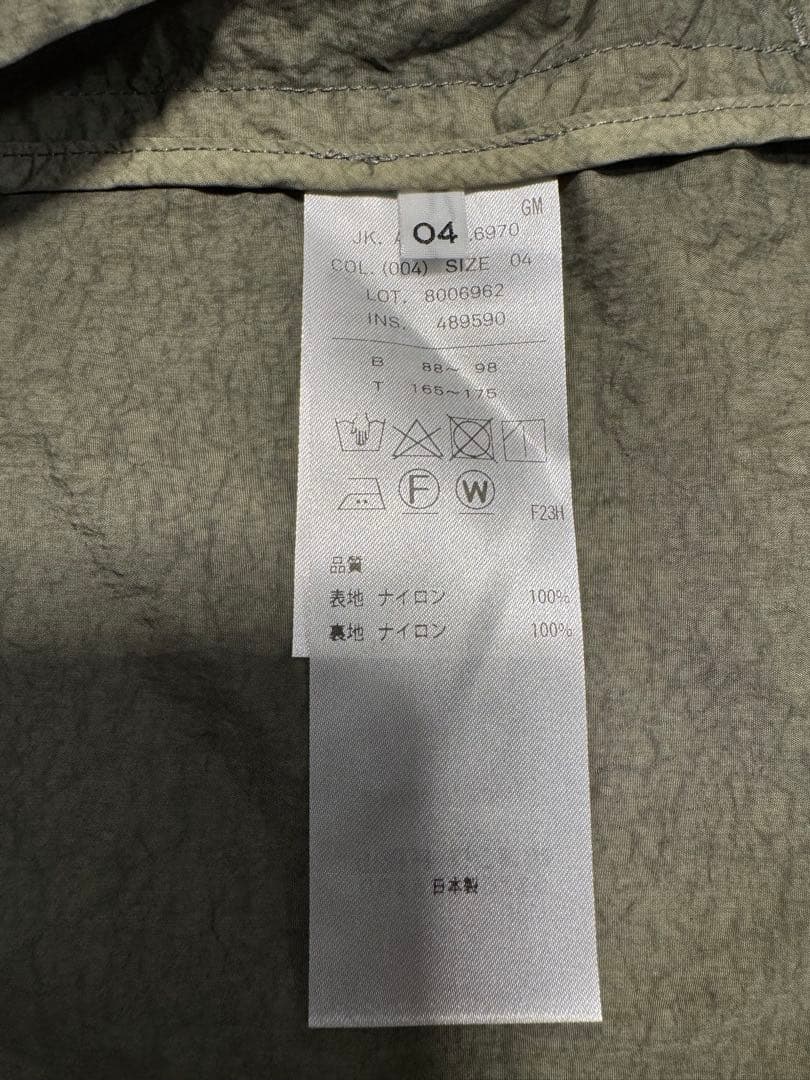 GM
04
JK. A .6970
COL. (004) SIZE 04
LOT. 8006962
INS. 489590
B 88~ 98
T 165~175
F W
F23H
品質
表地 ナイロン 100%
裏地 ナイロン 100%
日本製